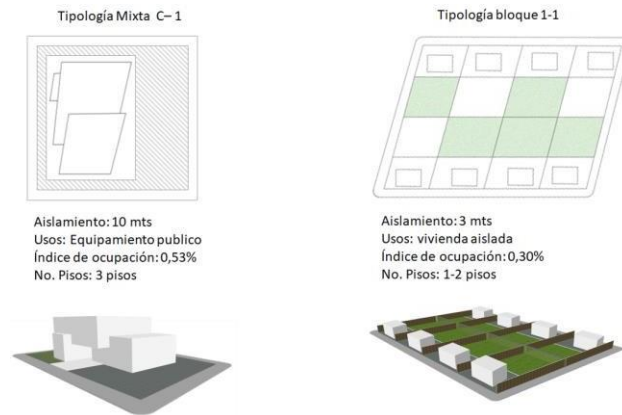 Tipología Mixta C– 1
Aislamiento: 10 mts
Usos: Equipamiento publico
Índice de ocupación: 0,53%
No. Pisos: 3 pisos
Tipología bloque 1-1
Aislamiento: 3 mts
Usos: vivienda aislada
Índice de ocupación: 0,30%
No. Pisos: 1-2 pisos